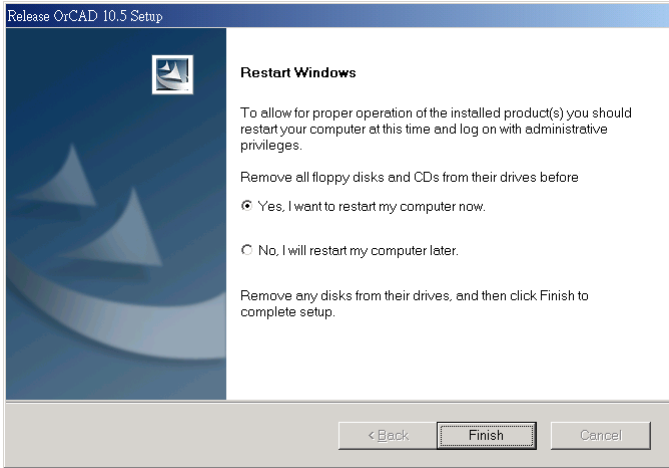 Release OrCAD 10.5 Setup
Restart Windows
To allow for proper operation of the installed product(s) you should
restart your computer at this time and log on with administrative
privileges.
Remove all floppy disks and CDs from their drives before
Yes, I want to restart my computer now.
No, I will restart my computer later.
Remove any disks from their drives, and then click Finish to
complete setup.
< Back
Finish
Cancel